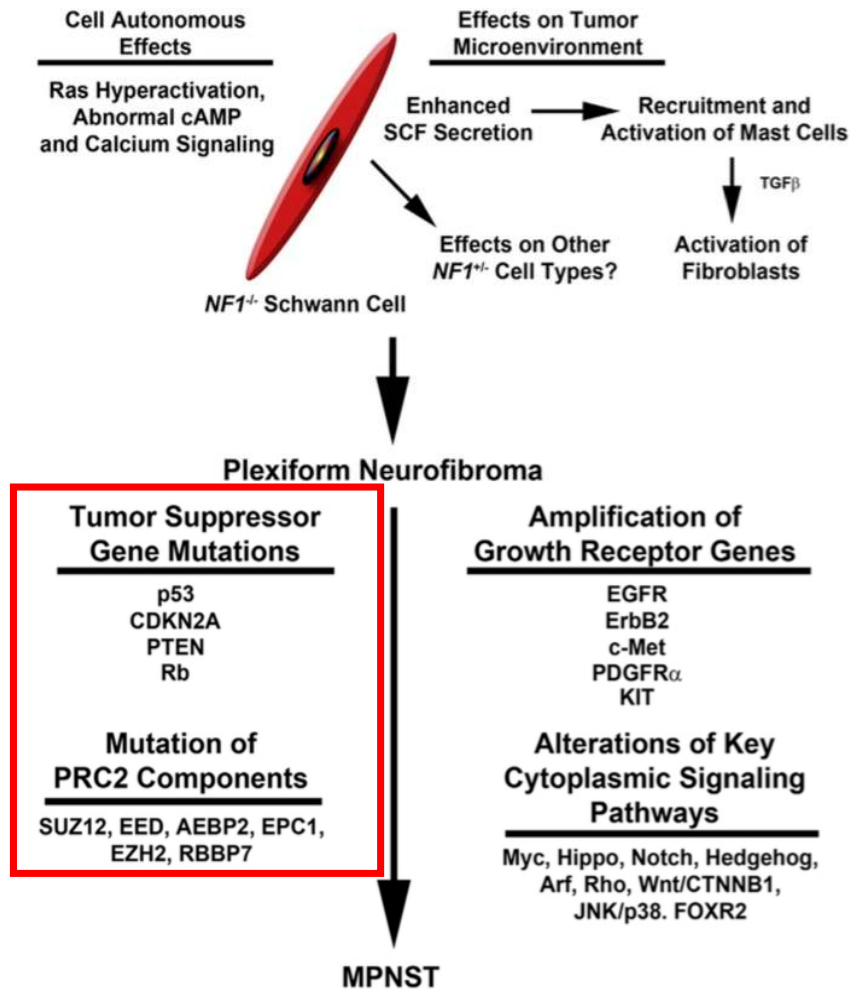 Cell Autonomous
Effects
Ras Hyperactivation,
Abnormal cAMP
and Calcium Signaling
Effects on Tumor
Microenvironment
Enhanced
SCF Secretion
Recruitment and
Activation of Mast Cells
TGFβ
Effects on Other
NF1+/- Cell Types?
Activation of
Fibroblasts
NF1-/- Schwann Cell
Plexiform Neurofibroma
Tumor Suppressor
Gene Mutations
p53
CDKN2A
PTEN
Rb
Mutation of
PRC2 Components
SUZ12, EED, AEBP2, EPC1,
EZH2, RBBP7
Amplification of
Growth Receptor Genes
EGFR
ErbB2
c-Met
PDGFRα
KIT
Alterations of Key
Cytoplasmic Signaling
Pathways
Myc, Hippo, Notch, Hedgehog,
Arf, Rho, Wnt/CTNNB1,
JNK/p38. FOXR2
MPNST